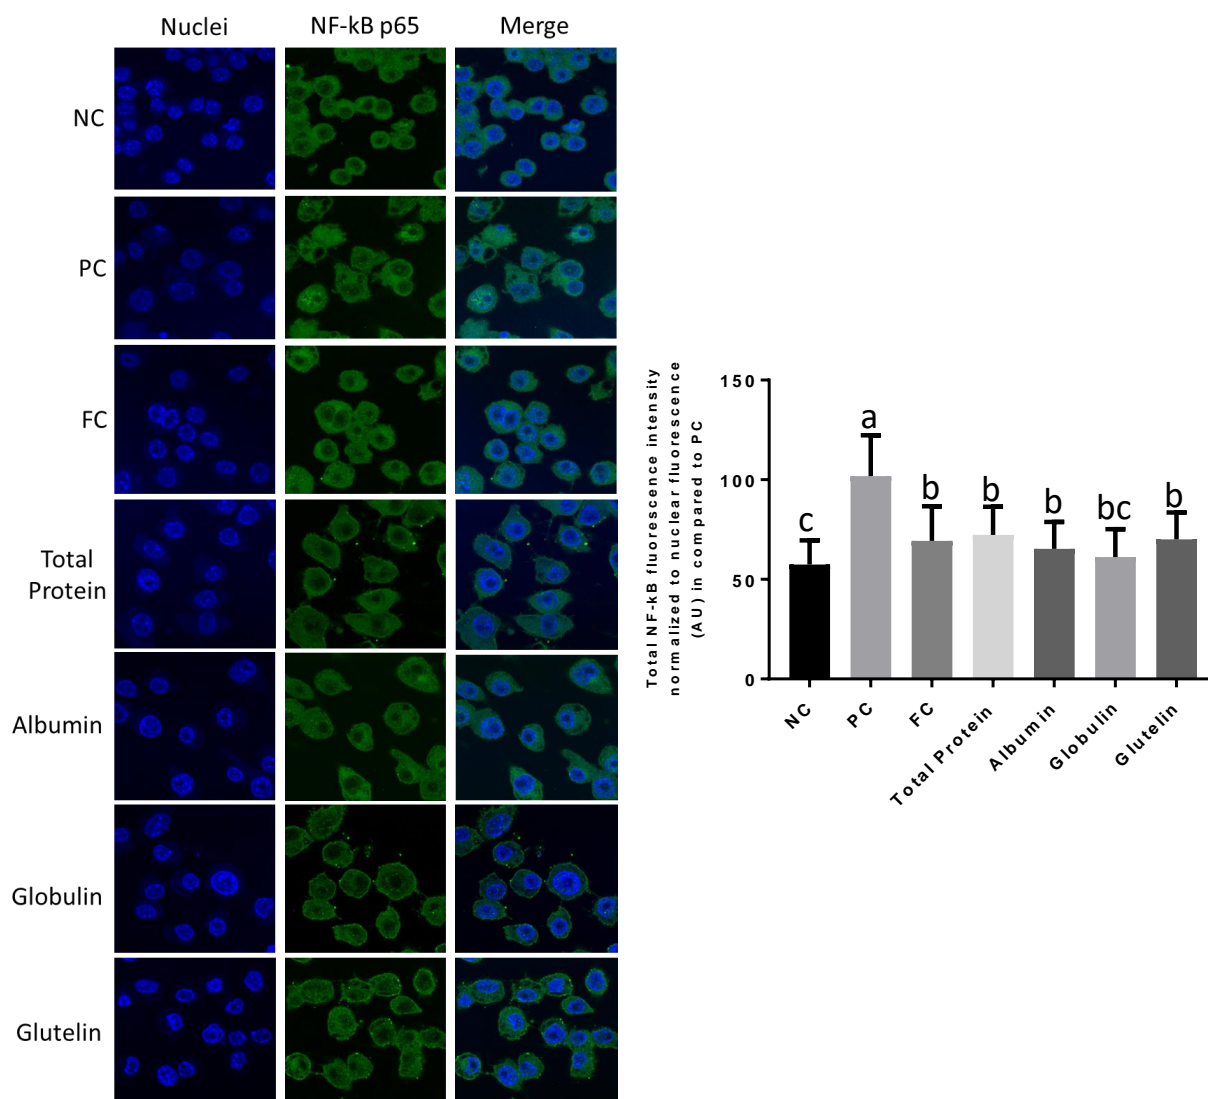 Nuclei NF-kB p65 Merge
NC
PC
FC
Total
Protein
Albumin
Globulin
Glutelin
Total NF-kB fluorescence intensity
normalized to nuclear fluorescence
(AU) in compared to PC
150
100
50
0
c
a
b
b
b
bc
b
NC
PC
FC
Total Protein
Albumin
Globulin
Glutelin